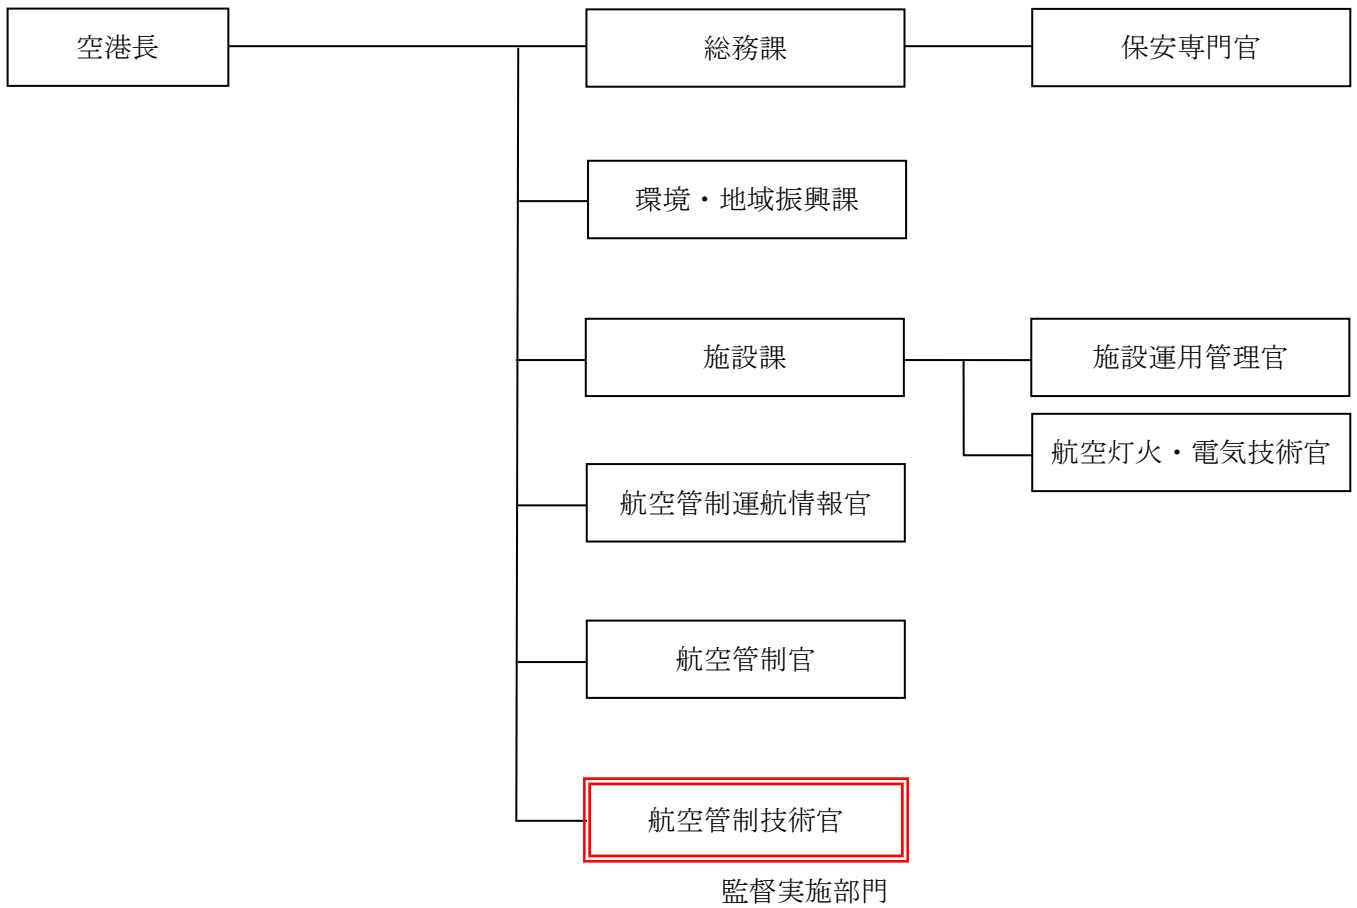 空港長
総務課
保安専門官
環境・地域振興課
施設課
施設運用管理官
航空灯火・電気技術官
航空管制運航情報官
航空管制官
航空管制技術官
監督実施部門